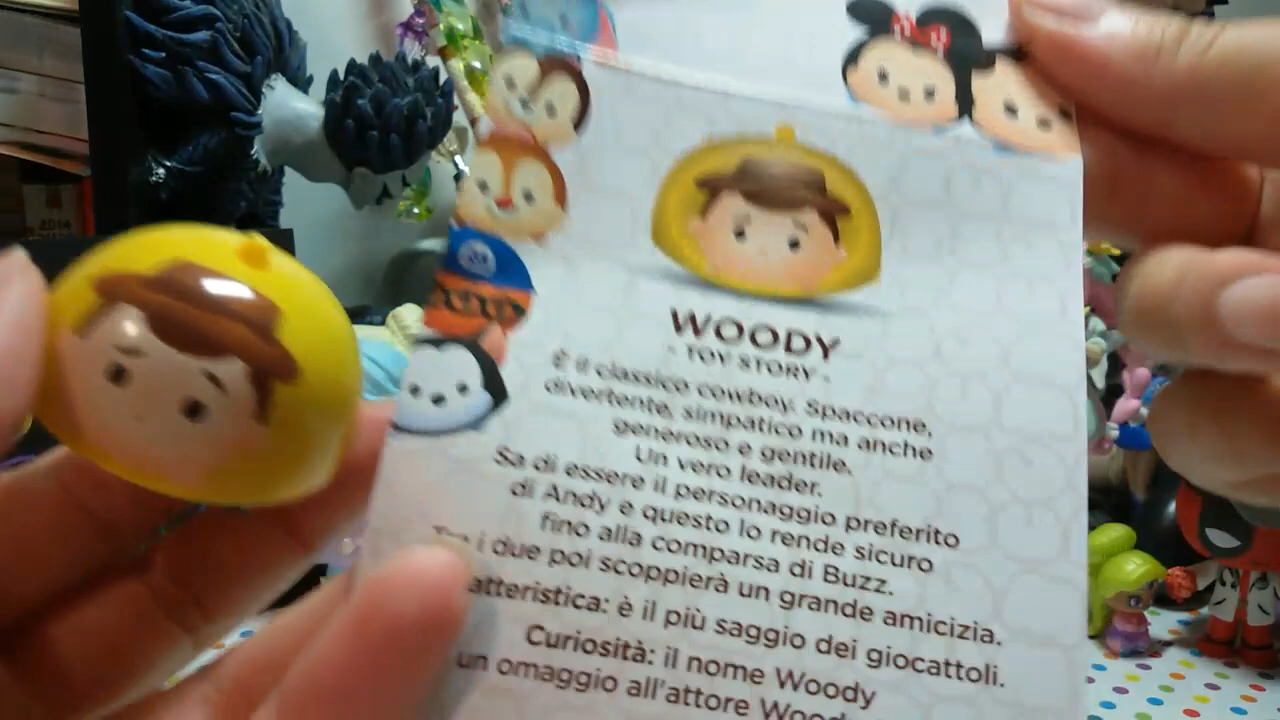 WOODY
- TOY STORY -
È il classico cowboy. Spaccone,
divertente, simpatico ma anche
generoso e gentile.
Un vero leader.
Sa di essere il personaggio preferito
di Andy e questo lo rende sicuro
fino alla comparsa di Buzz.
i due poi scoppierà un grande amicizia.
atteristica: è il più saggio dei giocattoli.
Curiosità: il nome Woody
un omaggio all'attore